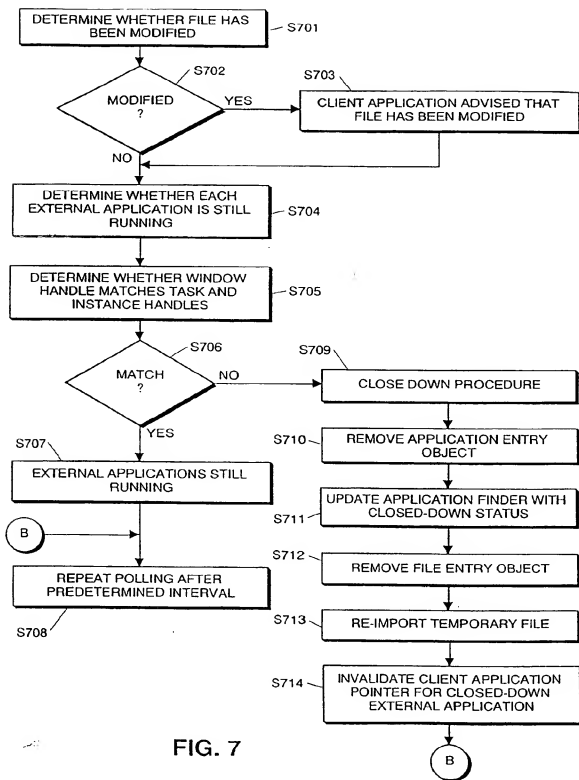 DETERMINE WHETHER FILE HAS
BEEN MODIFIED
S701
S702
MODIFIED
?
YES
NO
S703
CLIENT APPLICATION ADVISED THAT
FILE HAS BEEN MODIFIED
DETERMINE WHETHER EACH
EXTERNAL APPLICATION IS STILL
RUNNING
S704
DETERMINE WHETHER WINDOW
HANDLE MATCHES TASK AND
INSTANCE HANDLES
S705
S706
MATCH
?
NO
YES
S707
EXTERNAL APPLICATIONS STILL
RUNNING
B
REPEAT POLLING AFTER
PREDETERMINED INTERVAL
S708
S709
CLOSE DOWN PROCEDURE
S710
REMOVE APPLICATION ENTRY
OBJECT
UPDATE APPLICATION FINDER WITH
CLOSED-DOWN STATUS
S711
S712
REMOVE FILE ENTRY OBJECT
S713
RE-IMPORT TEMPORARY FILE
S714
INVALIDATE CLIENT APPLICATION
POINTER FOR CLOSED-DOWN
EXTERNAL APPLICATION
B
FIG. 7